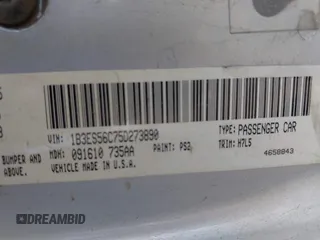 VIN: 1B3ES56C75D273890
TYPE: PASSENGER CAR
BUMPER AND
MDH: 091610 735AA
PAINT: PS2
TRIM: H7L5
ABOVE.
VEHICLE MADE IN U.S.A.
4658843
DREAMBID